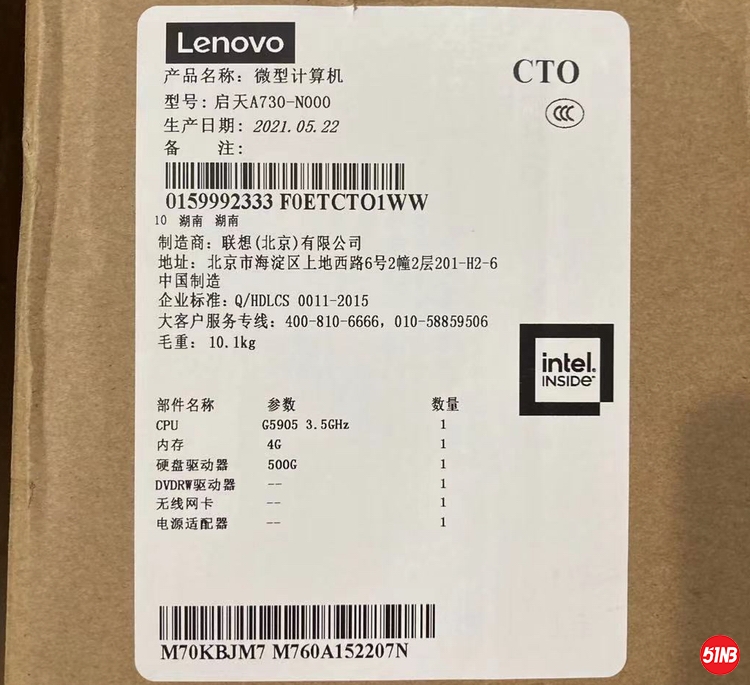 Lenovo
CTO
产品名称: 微型计算机
型号: 启天A730-N000
生产日期: 2021.05.22
备 注:
CCC
0159992333 F0ETCTO1WW
10 湖南 湖南
制造商: 联想(北京)有限公司
地址: 北京市海淀区上地西路6号2幢2层201-H2-6
中国制造
企业标准: Q/HDLCS 0011-2015
大客户服务专线: 400-810-6666, 010-58859506
毛重: 10.1kg
intel.
INSIDE™
部件名称 参数 数量
CPU G5905 3.5GHz 1
内存 4G 1
硬盘驱动器 500G 1
DVDRW驱动器 -- 1
无线网卡 -- 1
电源适配器 -- 1
M70KBJM7 M760A152207N
51NB